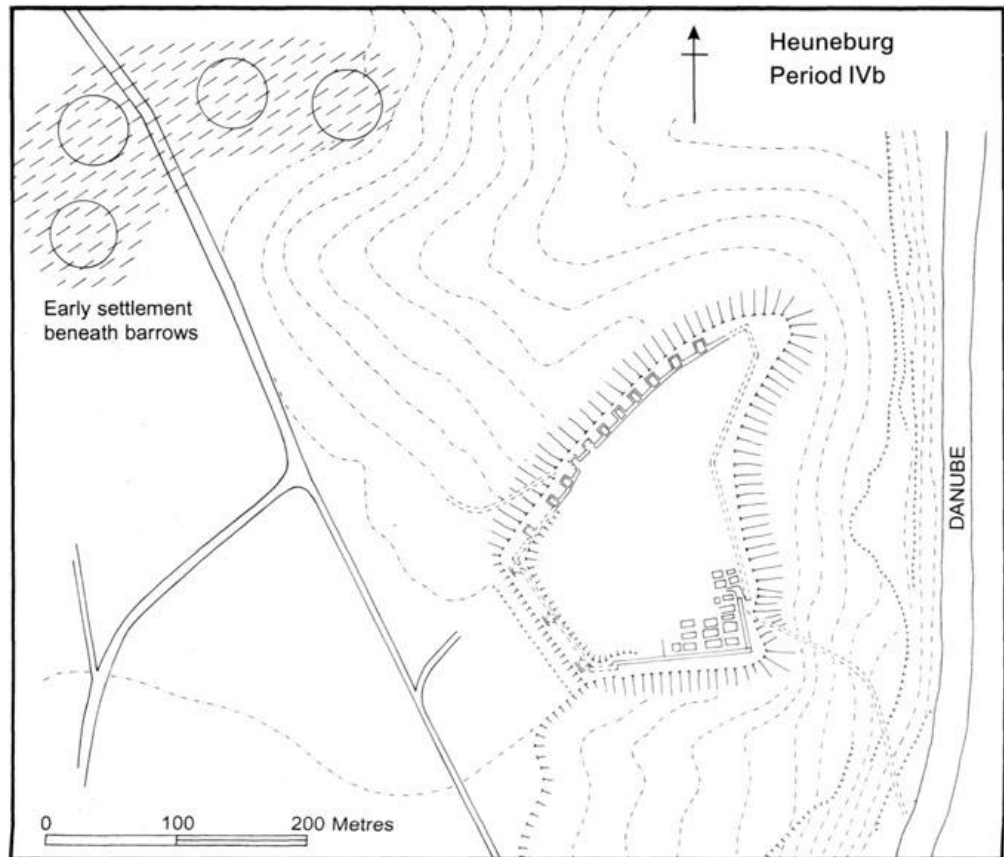 Heuneburg
Period IVb
Early settlement
beneath barrows
DANUBE
0 100 200 Metres